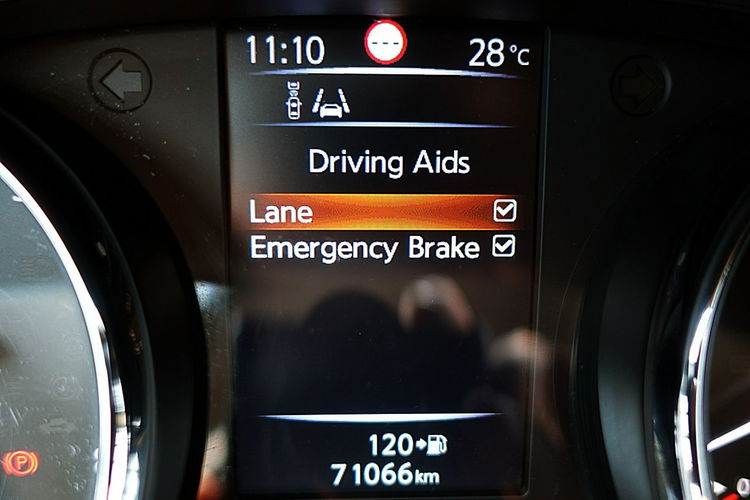 11:10 --- 28°C
Driving Aids
Lane
Emergency Brake
120
71066km
P